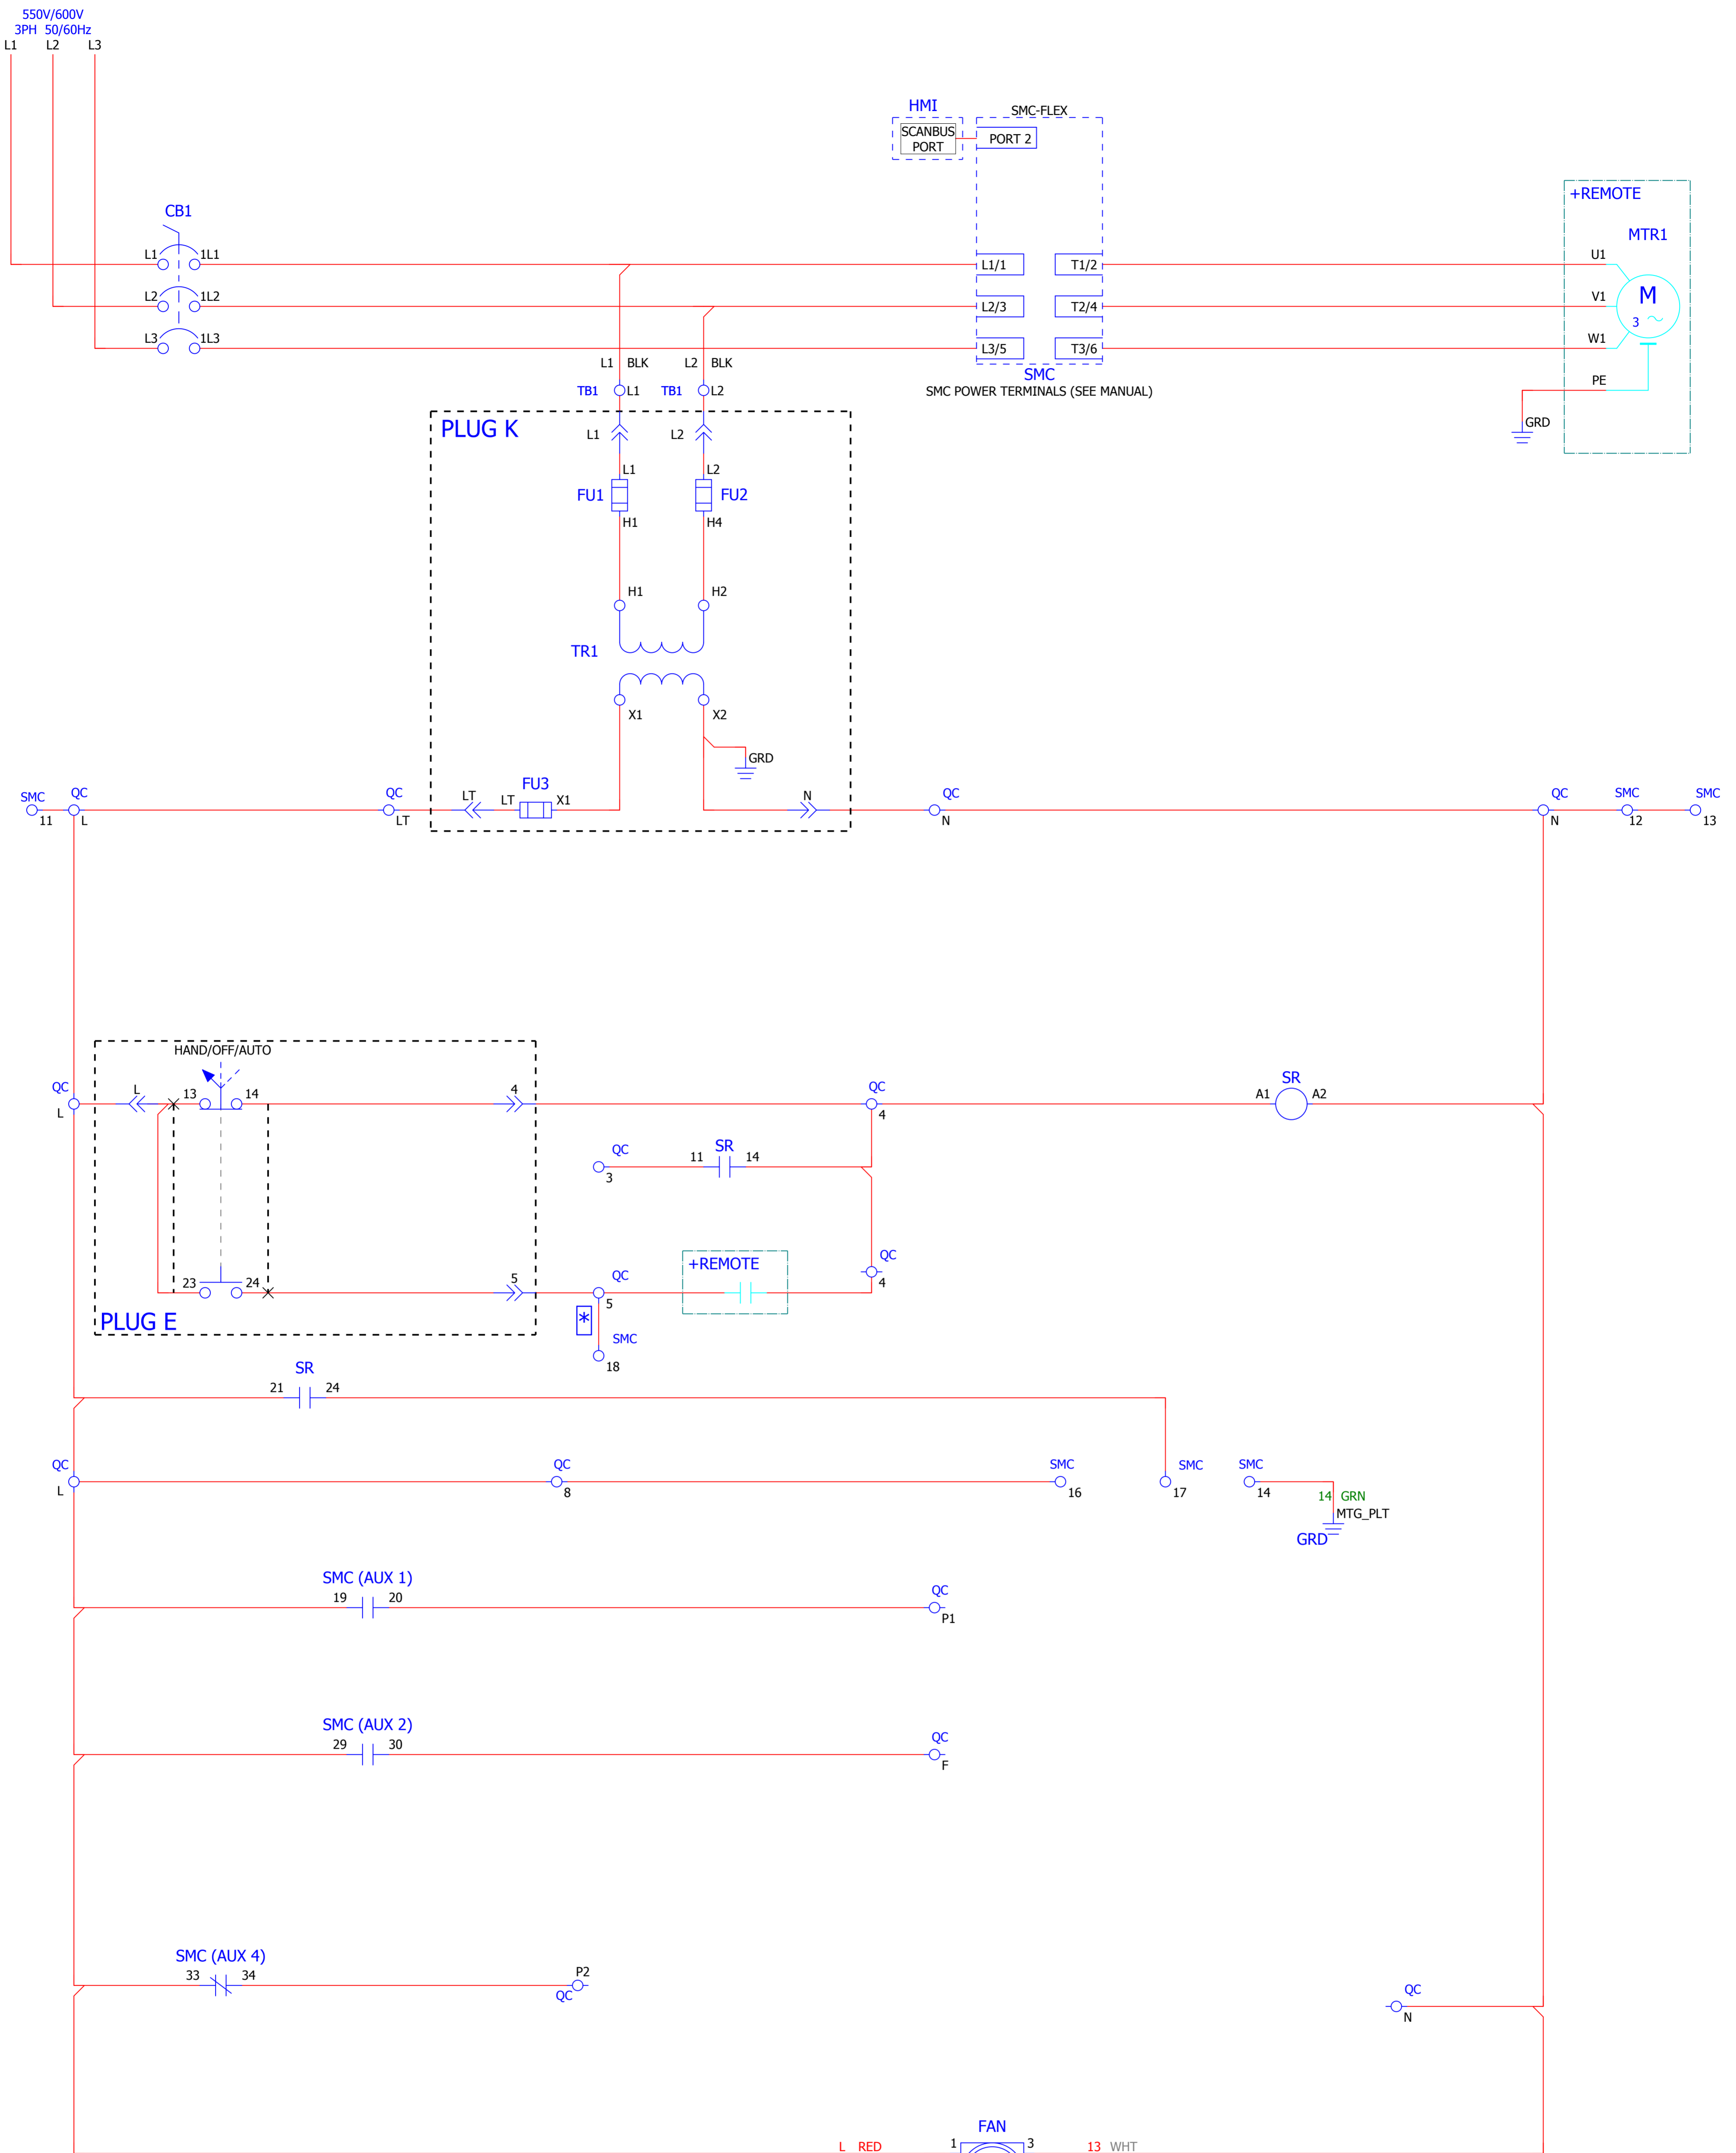 550V/600V
3PH 50/60Hz
L1 L2 L3
HMI
SMC-FLEX
SCANBUS
PORT
PORT 2
+REMOTE
CB1
MTR1
L1 1L1
L1/1 T1/2
U1
L2 1L2
L2/3 T2/4
V1
M
3
L3 1L3
L3/5 T3/6
W1
L1 BLK L2 BLK
SMC
SMC POWER TERMINALS (SEE MANUAL)
PE
TB1 L1 TB1 L2
GRD
PLUG K
L1 L2
L1 L2
FU1 FU2
H1 H4
H1 H2
TR1
X1 X2
GRD
FU3
SMC QC QC LT LT X1 N QC QC SMC SMC
11 L LT N N 12 13
HAND/OFF/AUTO
QC L 13 14 4 QC SR
L 4 A1 A2
QC 11 SR 14
3
QC
+REMOTE 4
23 24 5 QC
5
PLUG E
*
SMC
18
SR
21 24
QC QC SMC SMC SMC
L 8 16 17 14
14 GRN
MTG_PLT
GRD
SMC (AUX 1)
19 20 QC
P1
SMC (AUX 2)
29 30 QC
F
SMC (AUX 4)
33 34 P2
QC
QC
N
FAN
L RED 1 3 13 WHT